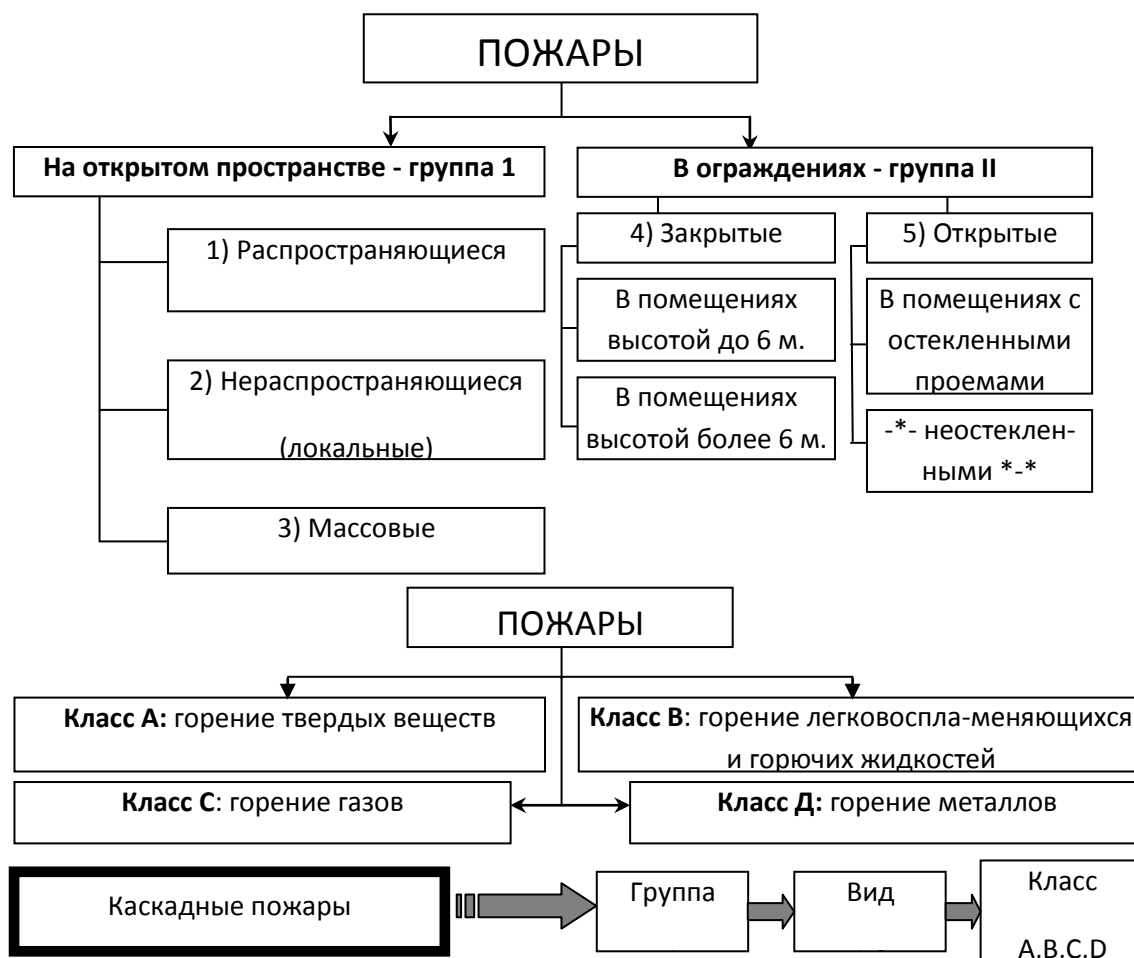 ПОЖАРЫ
На открытом пространстве - группа 1
В ограждениях - группа II
1) Распространяющиеся
2) Нераспространяющиеся
(локальные)
3) Массовые
4) Закрытые
В помещениях
высотой до 6 м.
В помещениях
высотой более 6 м.
5) Открытые
В помещениях с
остекленными
проемами
-*- неостеклен-
ными *-*
ПОЖАРЫ
Класс А: горение твердых веществ
Класс В: горение легковоспла-меняющихся
и горючих жидкостей
Класс С: горение газов
Класс Д: горение металлов
Каскадные пожары
Группа
Вид
Класс
A,B,C,D